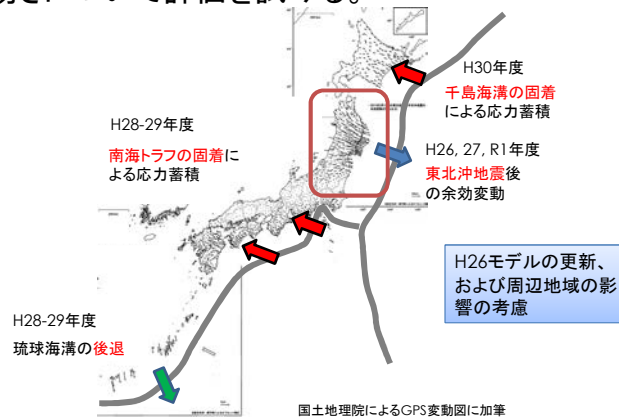 H30年度
千島海溝の固着
による応力蓄積
H28-29年度
南海トラフの固着に
よる応力蓄積
H26, 27, R1年度
東北沖地震後
の余効変動
H26モデルの更新、
および周辺地域の影
響の考慮
H28-29年度
琉球海溝の後退
国土地理院によるGPS変動図に加筆